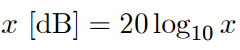 x [dB] = 20 log₁₀ x